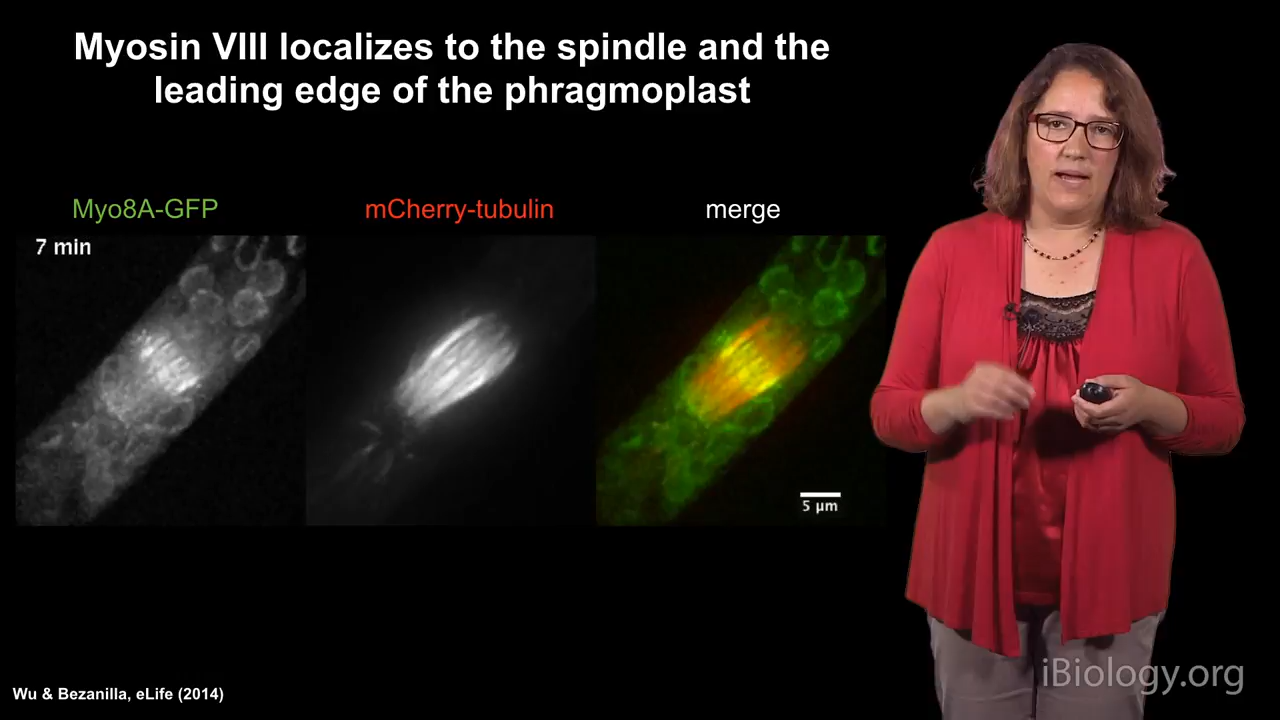 Myosin VIII localizes to the spindle and the
leading edge of the phragmoplast
Myo8A-GFP
mCherry-tubulin
merge
7 min
5 µm
Wu & Bezanilla, eLife (2014)
iBiology.org